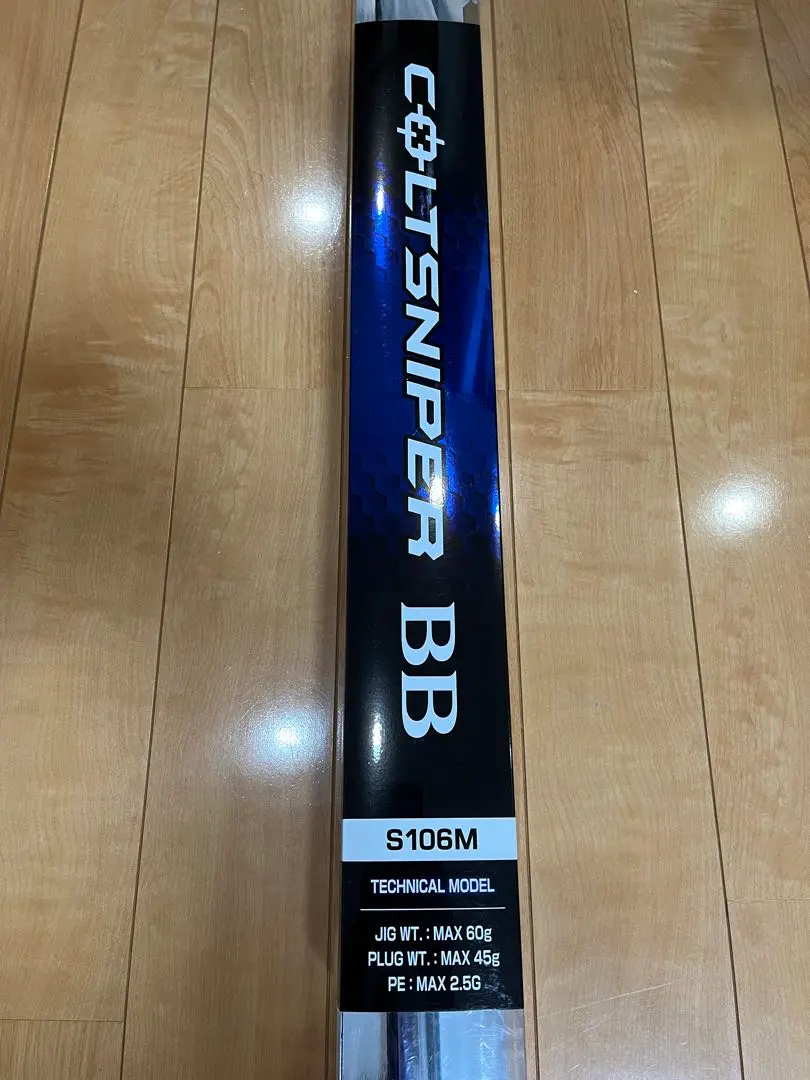 COLTSNIPER BB
S106M
TECHNICAL MODEL
JIG WT. : MAX 60g
PLUG WT. : MAX 45g
PE : MAX 2.5G